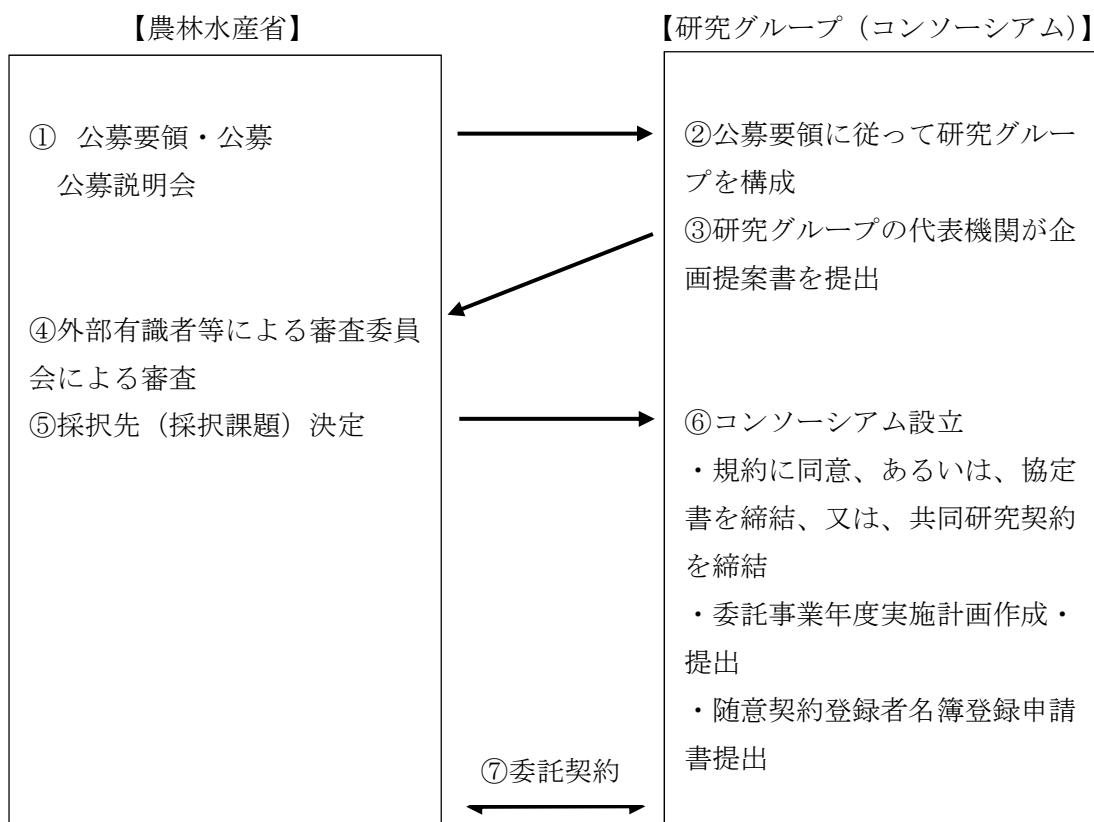 【農林水産省】
① 公募要領・公募
公募説明会
④外部有識者等による審査委員
会による審査
⑤採択先（採択課題）決定
【研究グループ（コンソーシアム)】
②公募要領に従って研究グルー
プを構成
③研究グループの代表機関が企
画提案書を提出
⑥コンソーシアム設立
・規約に同意、あるいは、協定
書を締結、又は、共同研究契約
を締結
・委託事業年度実施計画作成・
提出
・随意契約登録者名簿登録申請
書提出
⑦委託契約